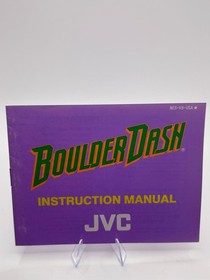 BOULDER DASH
INSTRUCTION MANUAL
JVC